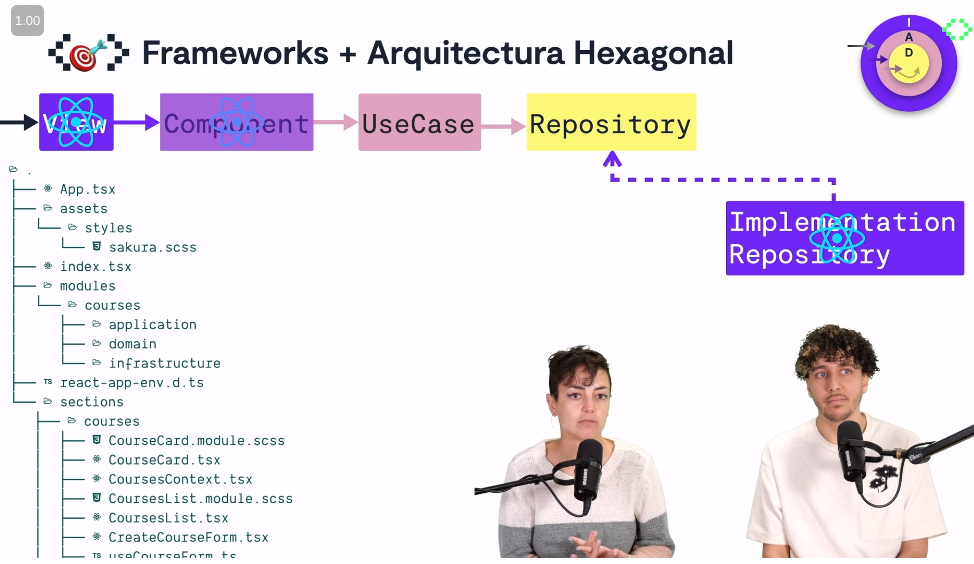 1.00
Frameworks + Arquitectura Hexagonal
I
A
D
View
Component
UseCase
Repository
Implementation
Repository
.
App.tsx
assets
styles
sakura.scss
index.tsx
modules
courses
application
domain
infrastructure
TS react-app-env.d.ts
sections
courses
CourseCard.module.scss
CourseCard.tsx
CoursesContext.tsx
CoursesList.module.scss
CoursesList.tsx
CreateCourseForm.tsx
TS useCourseForm.ts